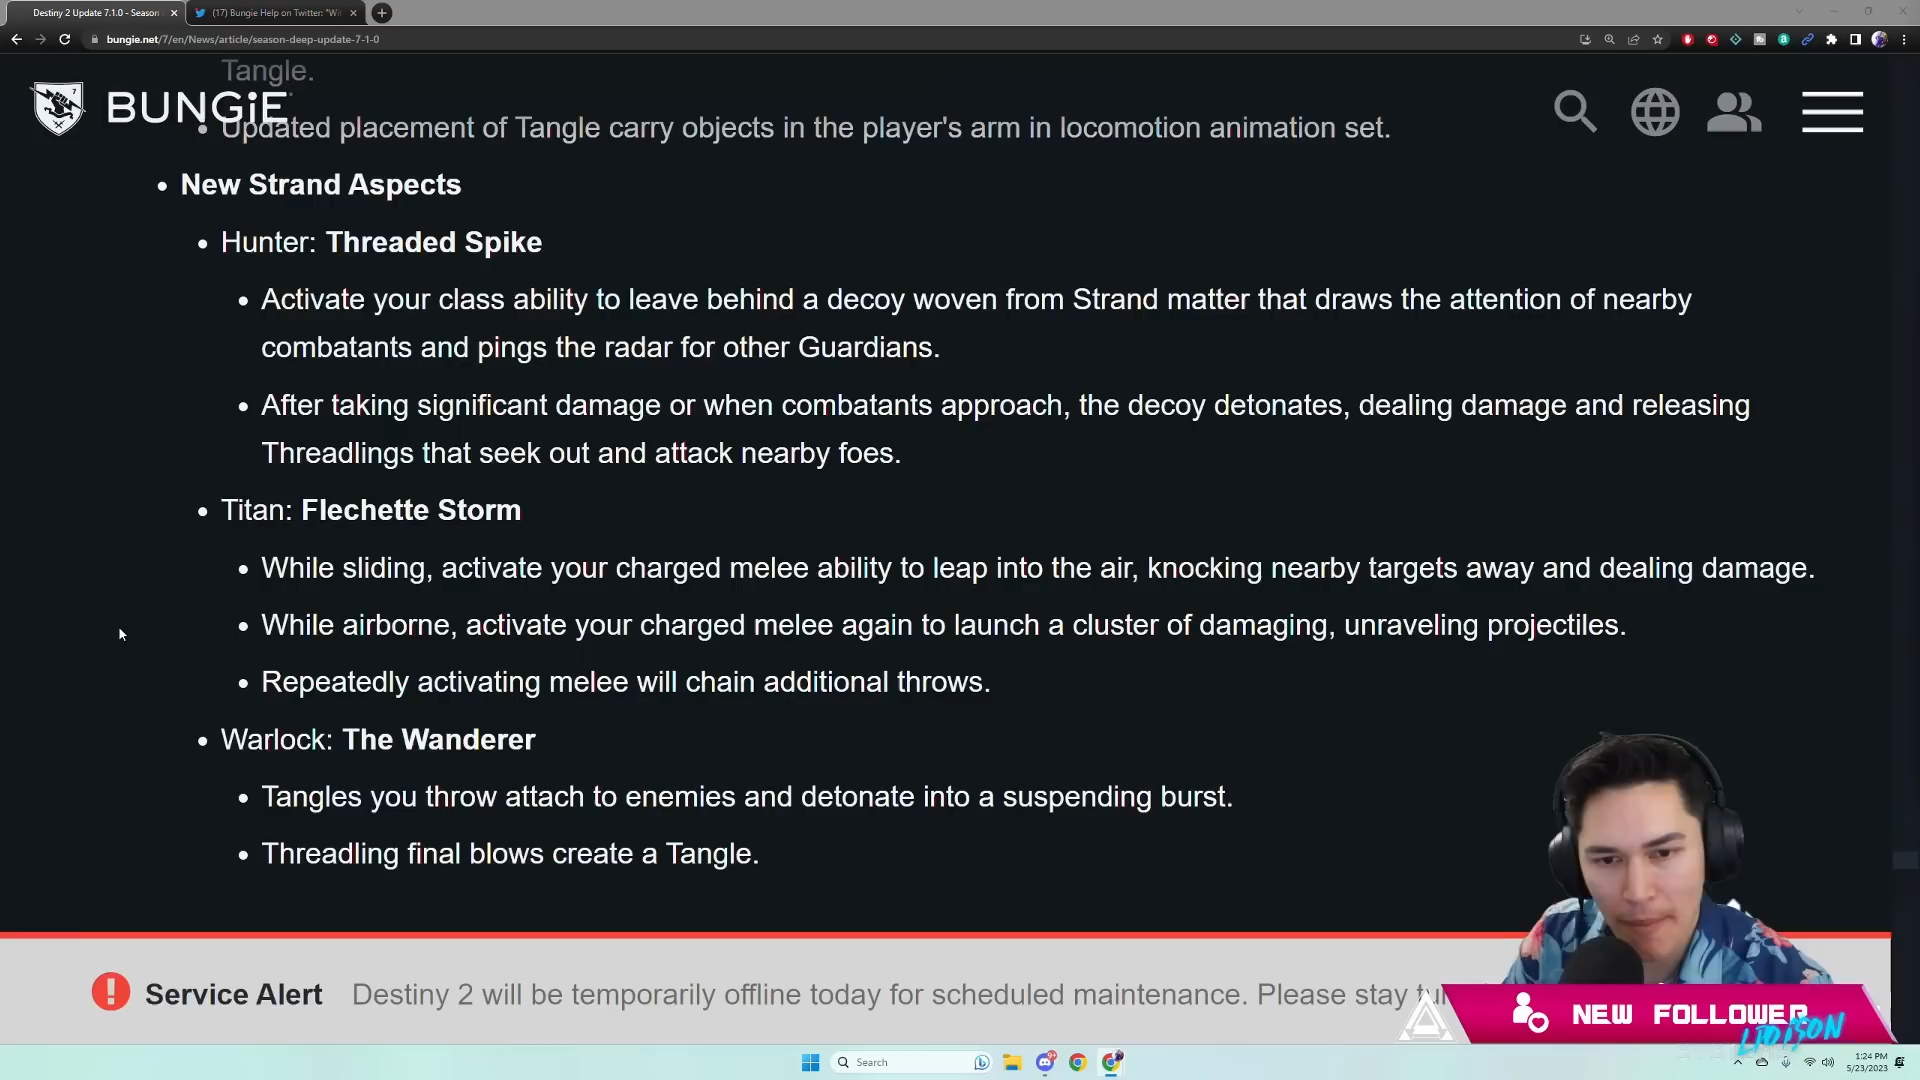 Destiny 2 Update 7.1.0 - Season
(17) Bungie Help on Twitter: "Wi
bungie.net/7/en/News/article/season-deep-update-7-1-0
Tangle.
BUNGiE
Updated placement of Tangle carry objects in the player's arm in locomotion animation set.
New Strand Aspects
Hunter: Threaded Spike
Activate your class ability to leave behind a decoy woven from Strand matter that draws the attention of nearby
combatants and pings the radar for other Guardians.
After taking significant damage or when combatants approach, the decoy detonates, dealing damage and releasing
Threadlings that seek out and attack nearby foes.
Titan: Flechette Storm
While sliding, activate your charged melee ability to leap into the air, knocking nearby targets away and dealing damage.
While airborne, activate your charged melee again to launch a cluster of damaging, unraveling projectiles.
Repeatedly activating melee will chain additional throws.
Warlock: The Wanderer
Tangles you throw attach to enemies and detonate into a suspending burst.
Threadling final blows create a Tangle.
Service Alert Destiny 2 will be temporarily offline today for scheduled maintenance. Please stay
NEW FOLLOWER
Search
1:24 PM
5/23/2023